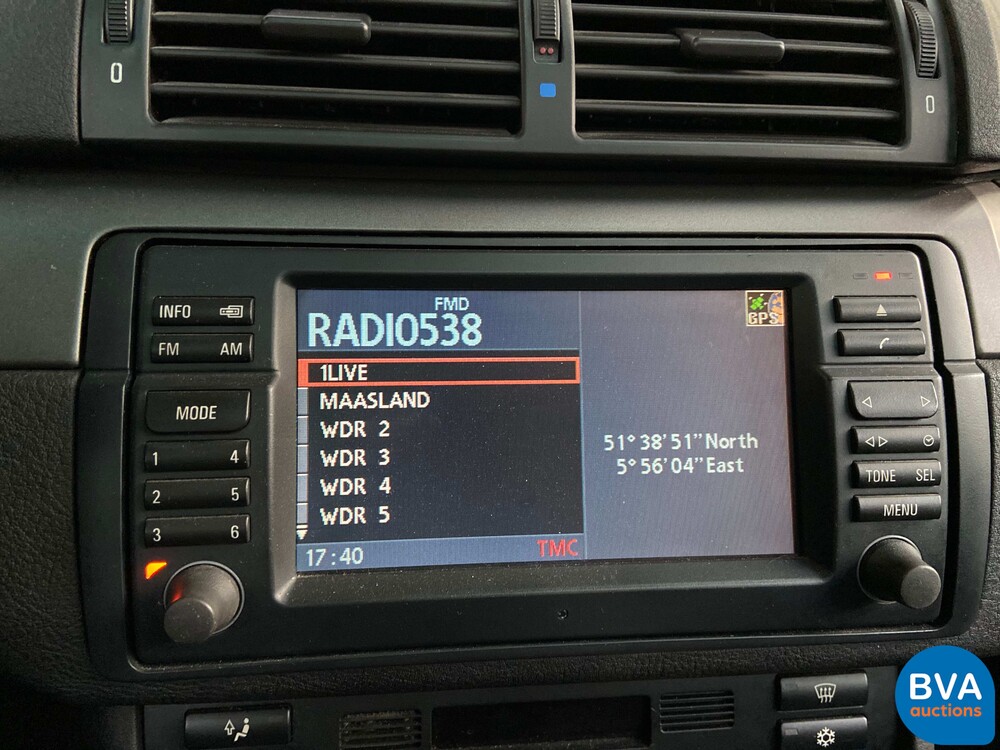 0
0
INFO
FM AM
MODE
1 4
2 5
3 6
FMD
RADIO538
1LIVE
MAASLAND
WDR 2
WDR 3
WDR 4
WDR 5
17:40 TMC
GPS
51° 38'51" North
5° 56'04" East
TONE SEL
MENU
BVA
auctions